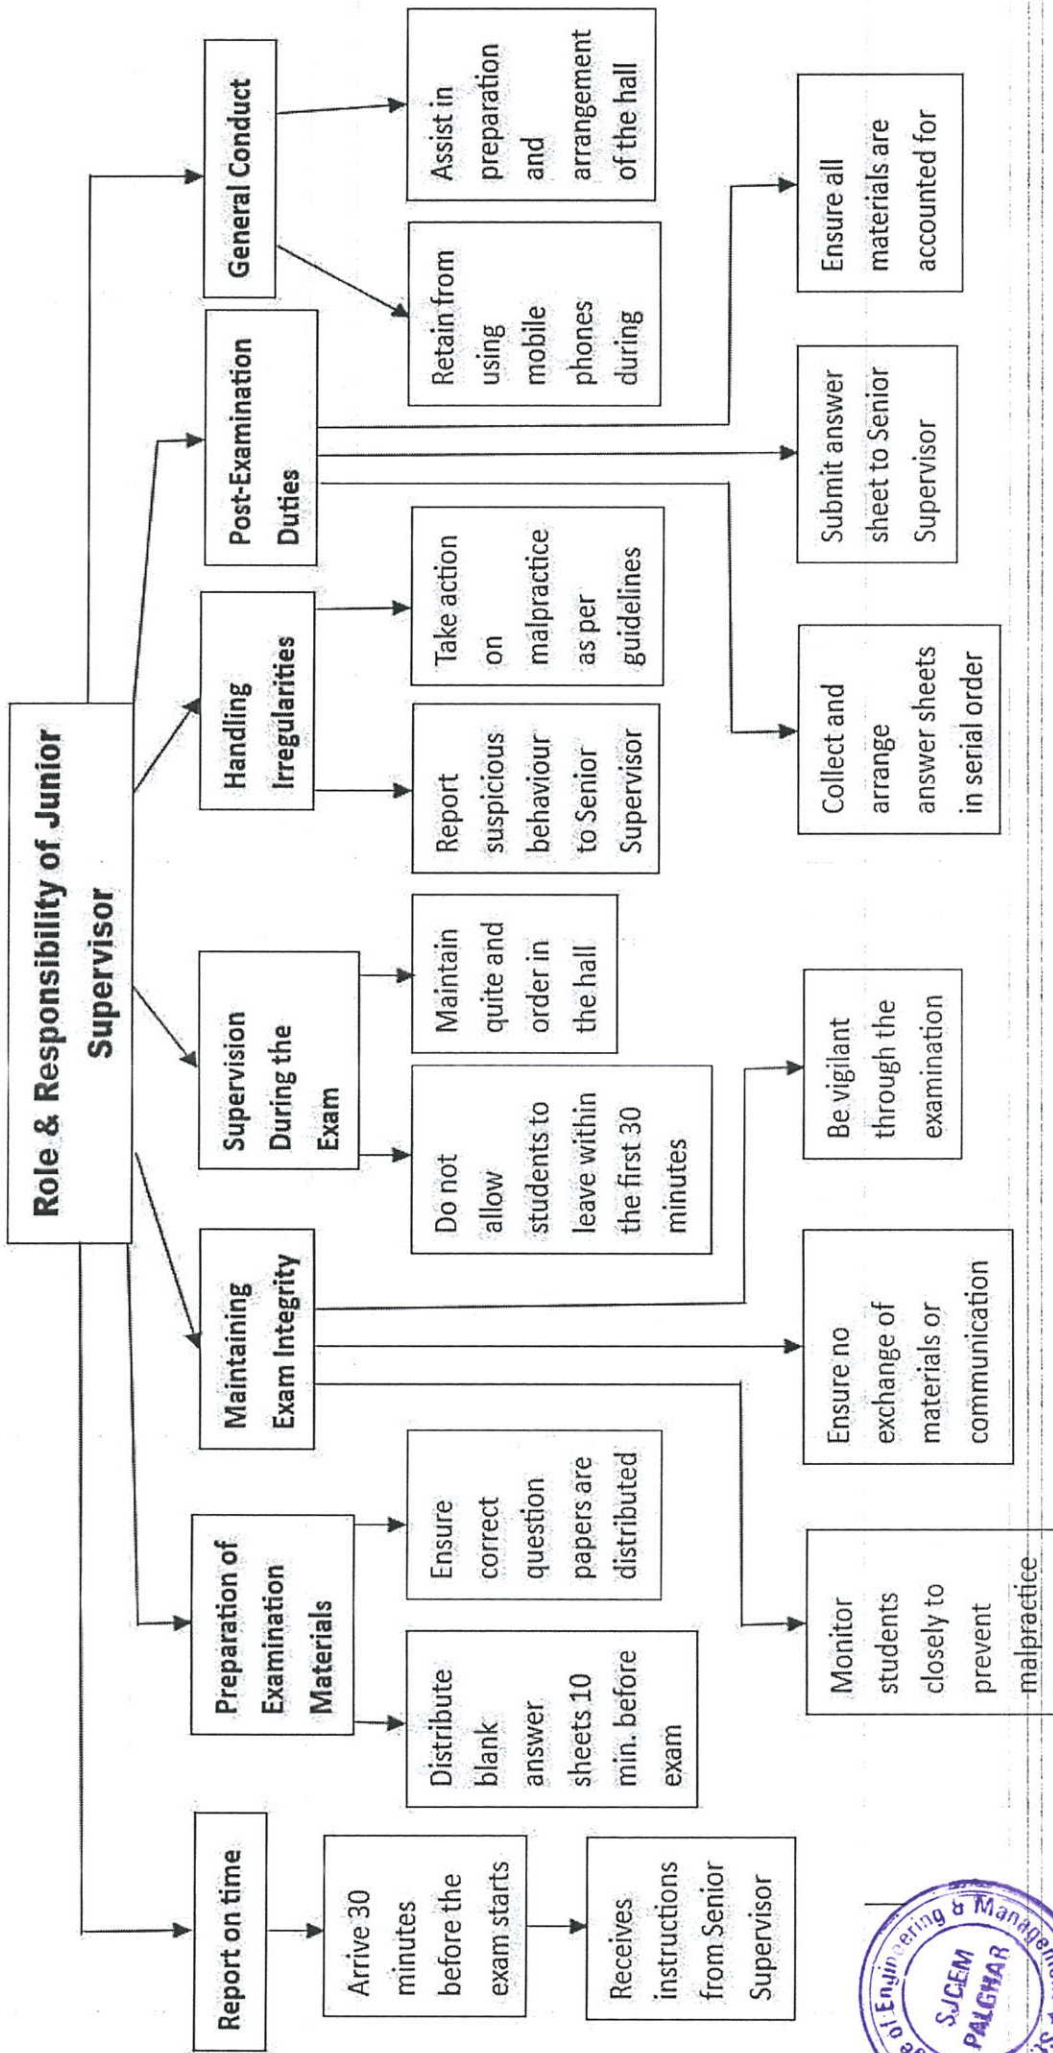 Role & Responsibility of Junior
Supervisor
Report on time
Arrive 30
minutes
before the
exam starts
Receives
instructions
from Senior
Supervisor
Preparation of
Examination
Materials
Distribute
blank
answer
sheets 10
min. before
exam
Ensure
correct
question
papers are
distributed
Maintaining
Exam Integrity
Monitor
students
closely to
prevent
malpractice
Ensure no
exchange of
materials or
communication
Be vigilant
through the
examination
Supervision
During the
Exam
Do not
allow
students to
leave within
the first 30
minutes
Maintain
quite and
order in
the hall
Handling
Irregularities
Report
suspicious
behaviour
to Senior
Supervisor
Take action
on
malpractice
as per
guidelines
Post-Examination
Duties
Collect and
arrange
answer sheets
in serial order
Submit answer
sheet to Senior
Supervisor
Ensure all
materials are
accounted for
General Conduct
Retain from
using
mobile
phones
during
Assist in
preparation
and
arrangement
of the hall
of Engineering &
SJCEM
PALGHAR